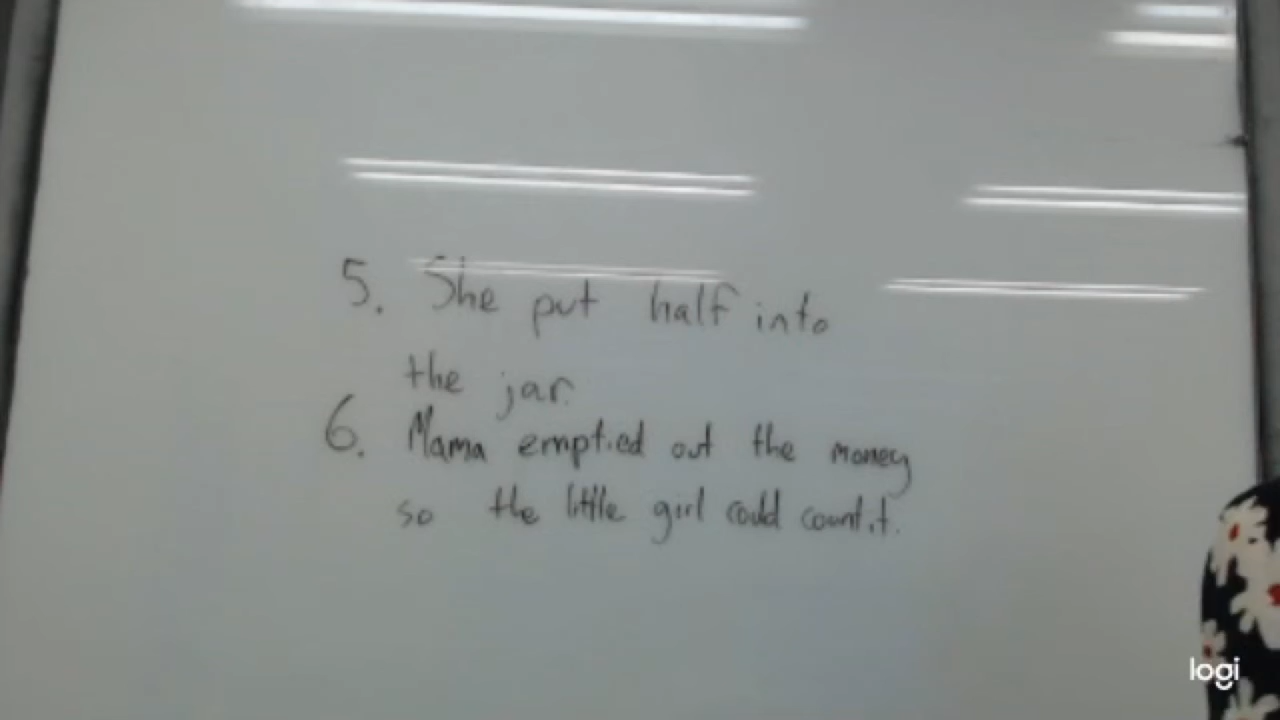 5. She put half into
the jar.
6. Mama emptied out the money
so the little girl could count it.
logi